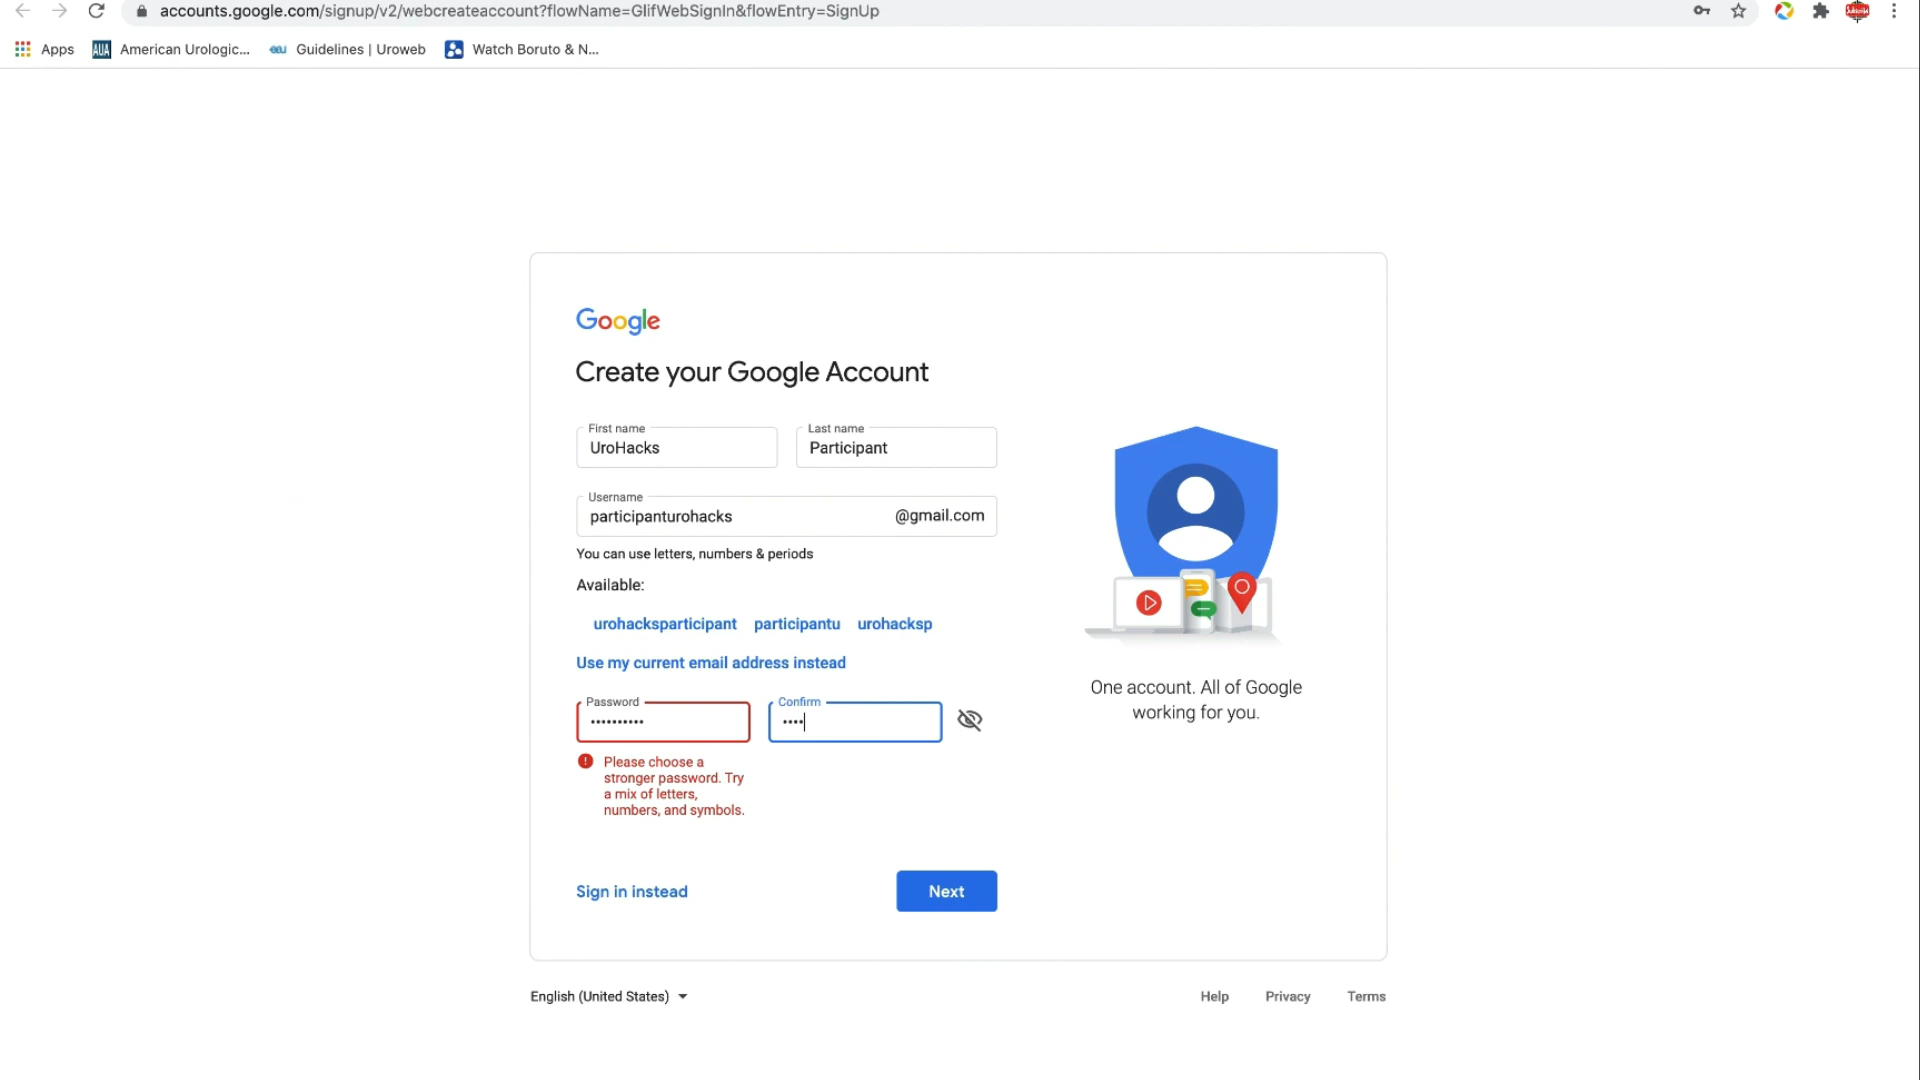 accounts.google.com/signup/v2/webcreateaccount?flowName=GlifWebSignIn&flowEntry=SignUp
Apps American Urologic... Guidelines | Uroweb Watch Boruto & N...
Google
Create your Google Account
First name Last name
UroHacks Participant
Username
participanturohacks @gmail.com
You can use letters, numbers & periods
Available:
urohacksparticipant participantu urohacksp
Use my current email address instead
Password Confirm
•••••••••• ••••
Please choose a
stronger password. Try
a mix of letters,
numbers, and symbols.
One account. All of Google
working for you.
Sign in instead Next
English (United States) Help Privacy Terms